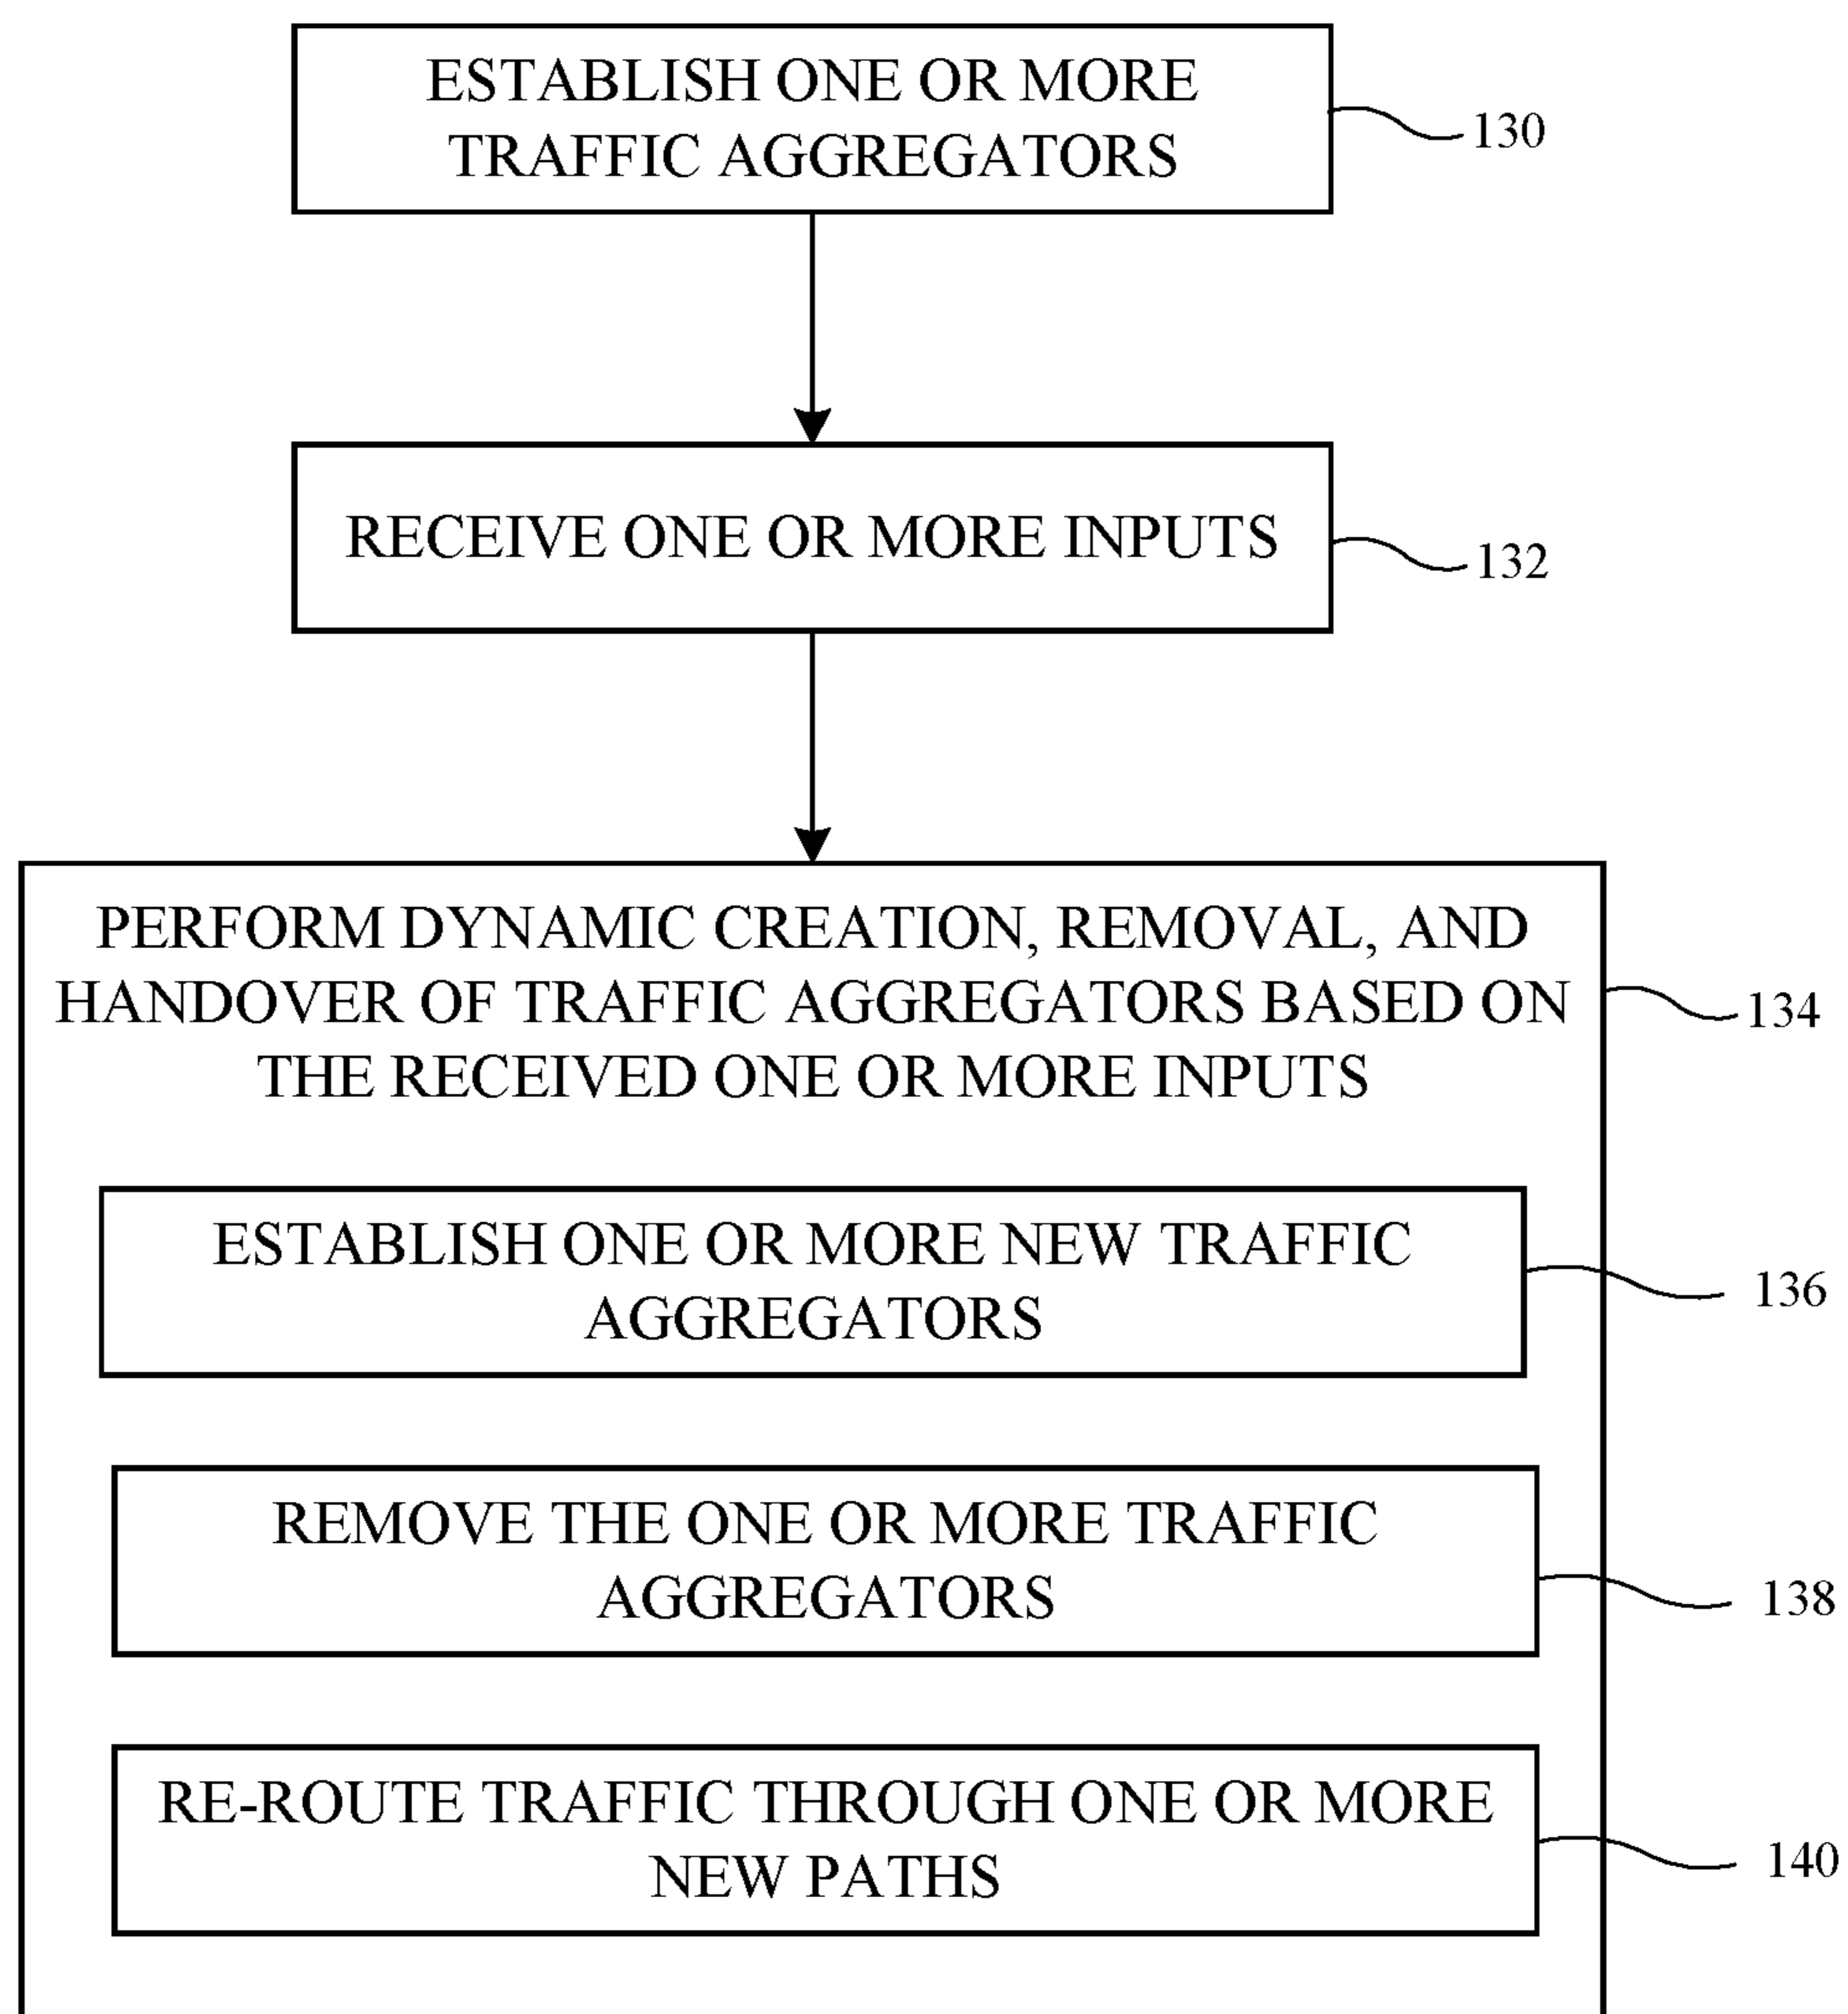 ESTABLISH ONE OR MORE
TRAFFIC AGGREGATORS
130
RECEIVE ONE OR MORE INPUTS
132
PERFORM DYNAMIC CREATION, REMOVAL, AND
HANDOVER OF TRAFFIC AGGREGATORS BASED ON
THE RECEIVED ONE OR MORE INPUTS
134
ESTABLISH ONE OR MORE NEW TRAFFIC
AGGREGATORS
136
REMOVE THE ONE OR MORE TRAFFIC
AGGREGATORS
138
RE-ROUTE TRAFFIC THROUGH ONE OR MORE
NEW PATHS
140